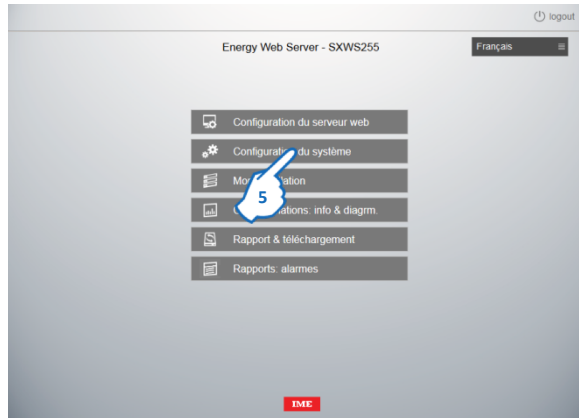 logout
Energy Web Server - SXWS255
Français
Configuration du serveur web
Configuration du système
5
Rapport & téléchargement
Rapports: alarmes
info & diagrm.
IME